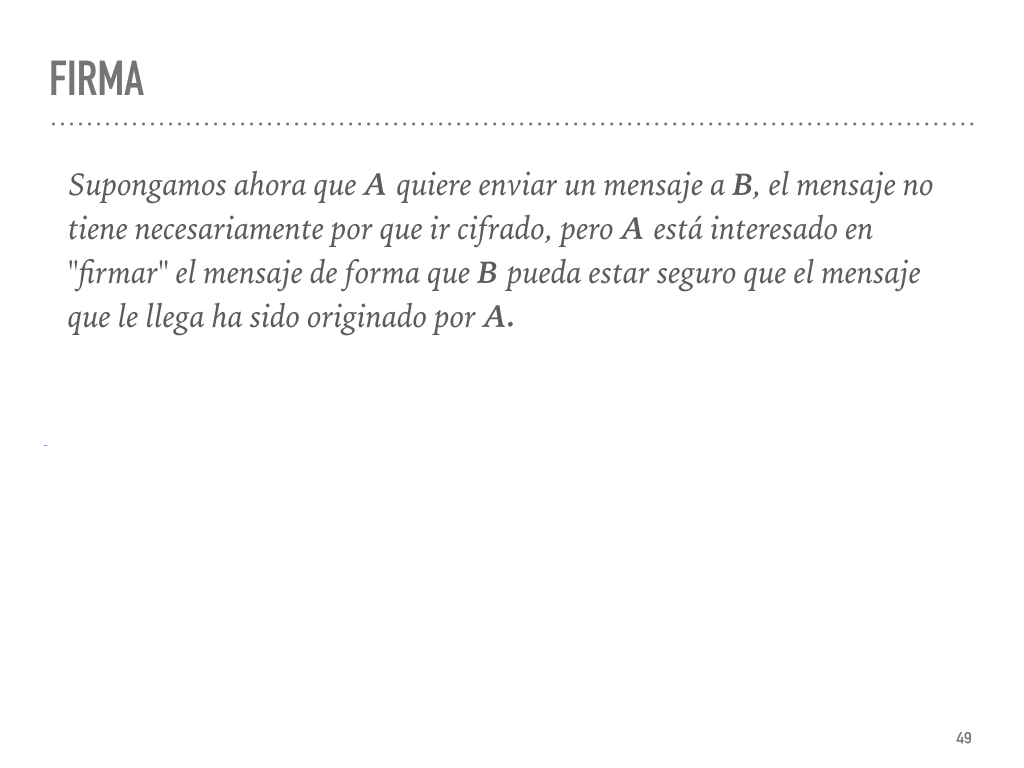 FIRMA
Supongamos ahora que A quiere enviar un mensaje a B, el mensaje no
tiene necesariamente por que ir cifrado, pero A está interesado en
"firmar" el mensaje de forma que B pueda estar seguro que el mensaje
que le llega ha sido originado por A.
-
49